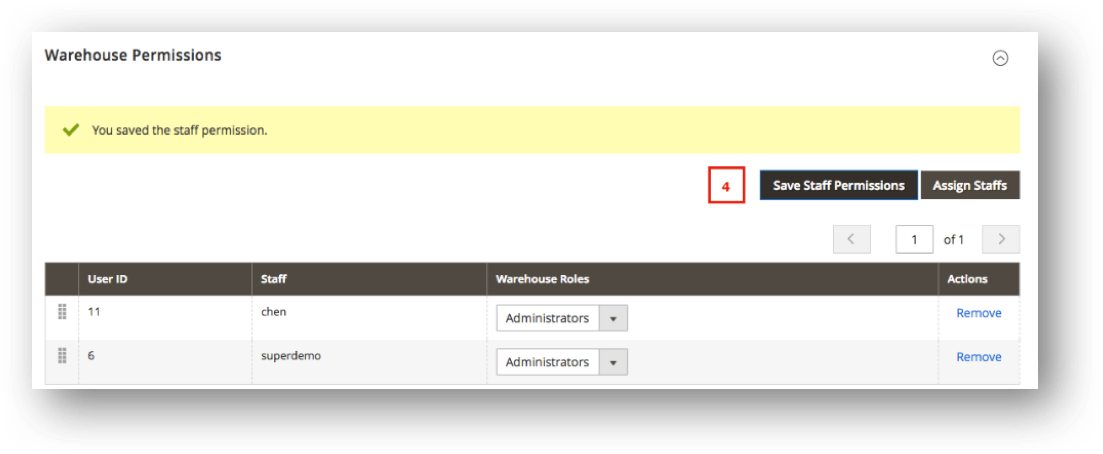 Warehouse Permissions
You saved the staff permission.
4 Save Staff Permissions Assign Staffs
1 of 1
User ID Staff Warehouse Roles Actions
11 chen Administrators Remove
6 superdemo Administrators Remove